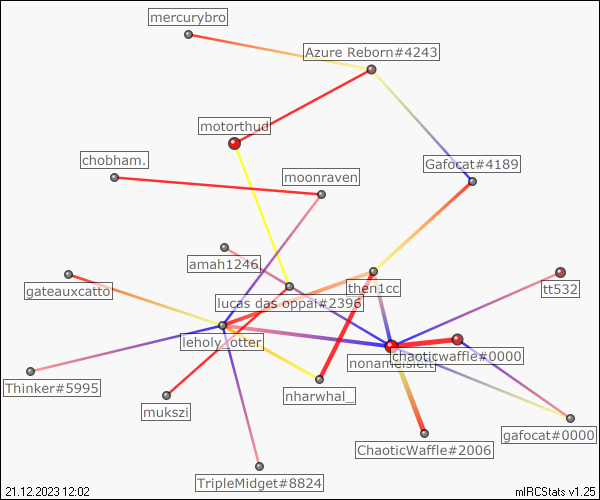 mercurybro
Azure Reborn#4243
motorthud
chobham.
Gafocat#4189
moonraven
amah1246
then1cc
tt532
gateauxcatto
lucas das oppai#2396
leholy_otter
chaoticwaffle#0000
Thinker#5995
nharwhal_
mukszi
gafocat#0000
ChaoticWaffle#2006
TripleMidget#8824
21.12.2023 12:02
mIRCStats v1.25